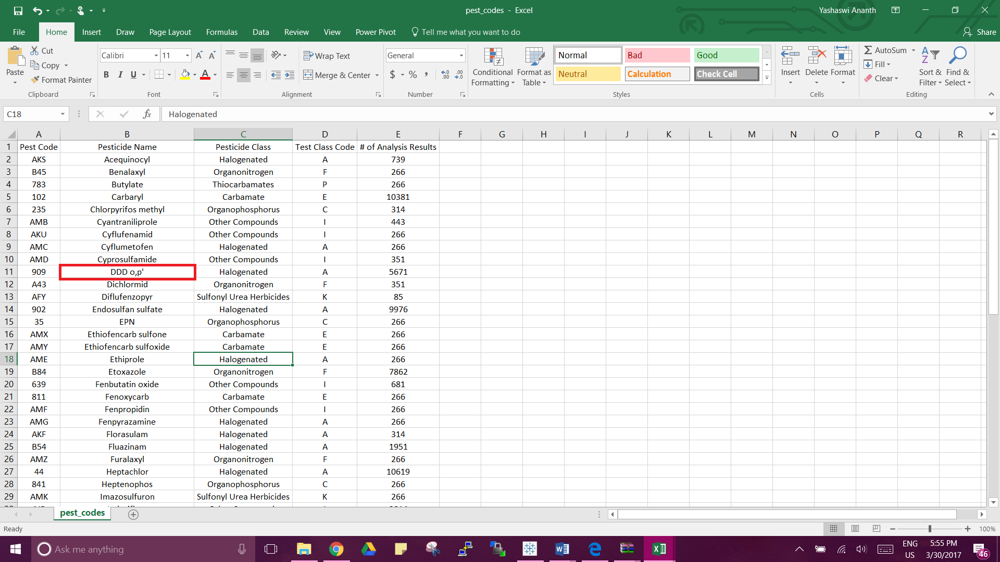 pest_codes - Excel
Yashaswi Ananth
File Home Insert Draw Page Layout Formulas Data Review View Power Pivot Tell me what you want to do Share
Paste Cut Copy Format Painter Clipboard
Calibri 11 B I U A Font
Wrap Text Merge & Center Alignment
General $ % , Number
Conditional Formatting Format as Table
Normal Bad Good
Neutral Calculation Check Cell
Styles
Insert Delete Format Cells
AutoSum Fill Clear Sort & Filter Find & Select Editing
C18 fx Halogenated
A B C D E F G H I J K L M N O P Q R
1 Pest Code Pesticide Name Pesticide Class Test Class Code # of Analysis Results
2 AKS Acequinocyl Halogenated A 739
3 B45 Benalaxyl Organonitrogen F 266
4 783 Butylate Thiocarbamates P 266
5 102 Carbaryl Carbamate E 10381
6 235 Chlorpyrifos methyl Organophosphorus C 314
7 AMB Cyantraniliprole Other Compounds I 443
8 AKU Cyflufenamid Other Compounds I 266
9 AMC Cyflumetofen Halogenated A 266
10 AMD Cyprosulfamide Other Compounds I 351
11 909 DDD o,p' Halogenated A 5671
12 A43 Dichlormid Organonitrogen F 351
13 AFY Diflufenzopyr Sulfonyl Urea Herbicides K 85
14 902 Endosulfan sulfate Halogenated A 9976
15 35 EPN Organophosphorus C 266
16 AMX Ethiofencarb sulfone Carbamate E 266
17 AMY Ethiofencarb sulfoxide Carbamate E 266
18 AME Ethiprole Halogenated A 266
19 B84 Etoxazole Organonitrogen F 7862
20 639 Fenbutatin oxide Other Compounds I 681
21 811 Fenoxycarb Carbamate E 266
22 AMF Fenpropidin Other Compounds I 266
23 AMG Fenpyrazamine Halogenated A 266
24 AKF Florasulam Halogenated A 314
25 B54 Fluazinam Halogenated A 1951
26 AMZ Furalaxyl Organonitrogen F 266
27 44 Heptachlor Halogenated A 10619
28 841 Heptenophos Organophosphorus C 266
29 AMK Imazosulfuron Sulfonyl Urea Herbicides K 266
pest_codes
Ready 100%
Ask me anything
ENG US
5:55 PM
3/30/2017
46